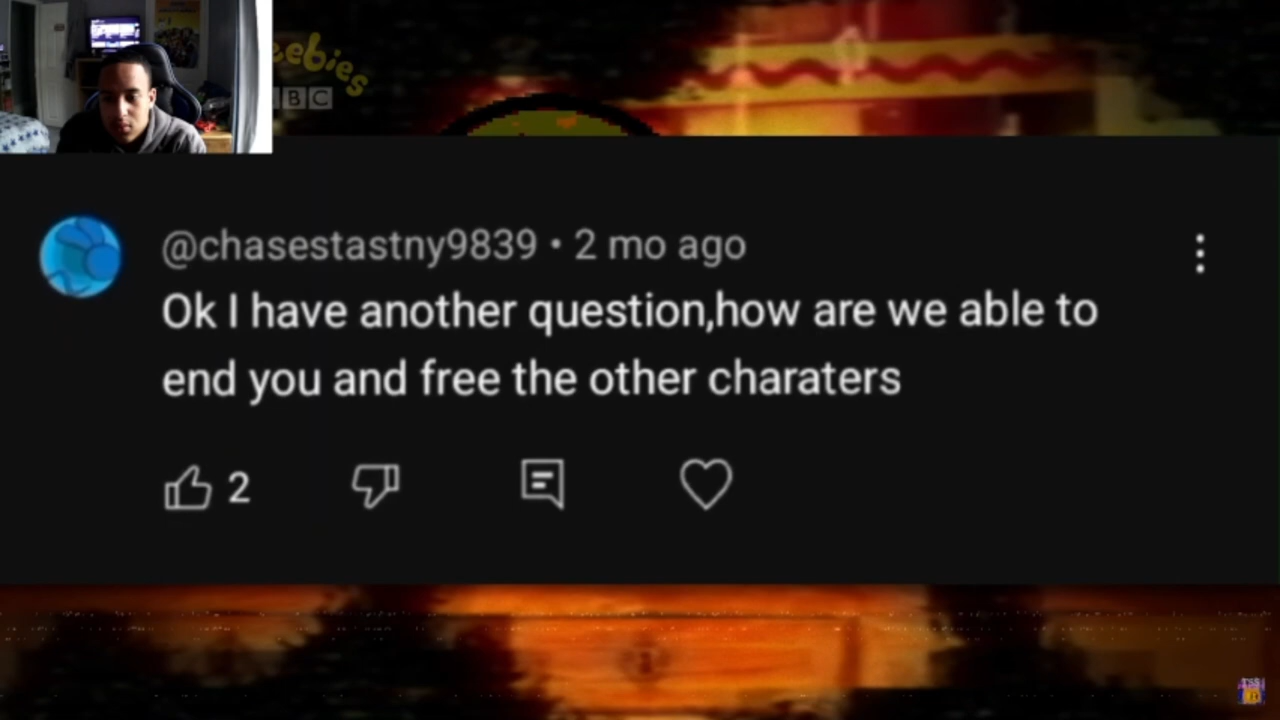 eebies
BBC
@chasestastny9839 • 2 mo ago
Ok I have another question,how are we able to
end you and free the other charaters
2